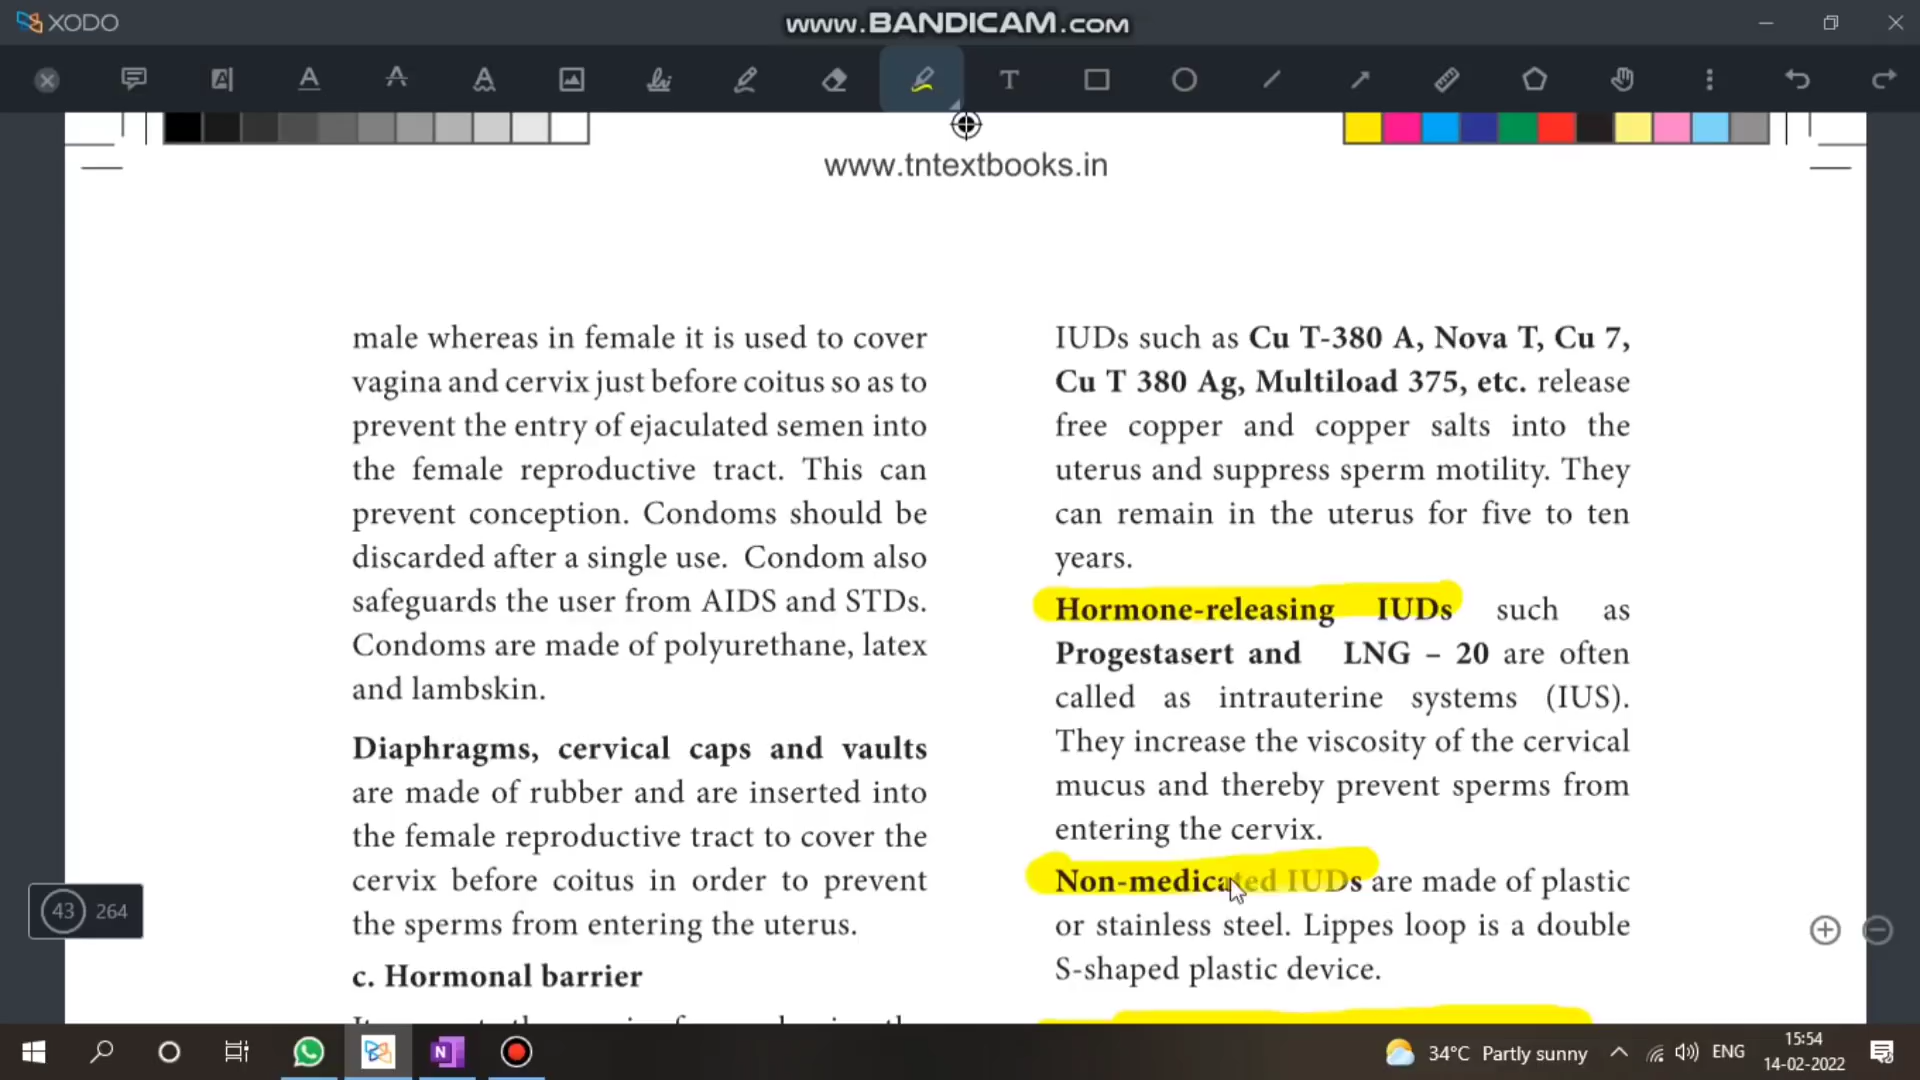 XODO
www.BANDICAM.com
www.tntextbooks.in
male whereas in female it is used to cover
vagina and cervix just before coitus so as to
prevent the entry of ejaculated semen into
the female reproductive tract. This can
prevent conception. Condoms should be
discarded after a single use. Condom also
safeguards the user from AIDS and STDs.
Condoms are made of polyurethane, latex
and lambskin.
Diaphragms, cervical caps and vaults
are made of rubber and are inserted into
the female reproductive tract to cover the
cervix before coitus in order to prevent
the sperms from entering the uterus.
c. Hormonal barrier
IUDs such as Cu T-380 A, Nova T, Cu 7,
Cu T 380 Ag, Multiload 375, etc. release
free copper and copper salts into the
uterus and suppress sperm motility. They
can remain in the uterus for five to ten
years.
Hormone-releasing IUDs such as
Progestasert and LNG – 20 are often
called as intrauterine systems (IUS).
They increase the viscosity of the cervical
mucus and thereby prevent sperms from
entering the cervix.
Non-medicated IUDs are made of plastic
or stainless steel. Lippes loop is a double
S-shaped plastic device.
43 264
34°C Partly sunny
ENG
15:54
14-02-2022